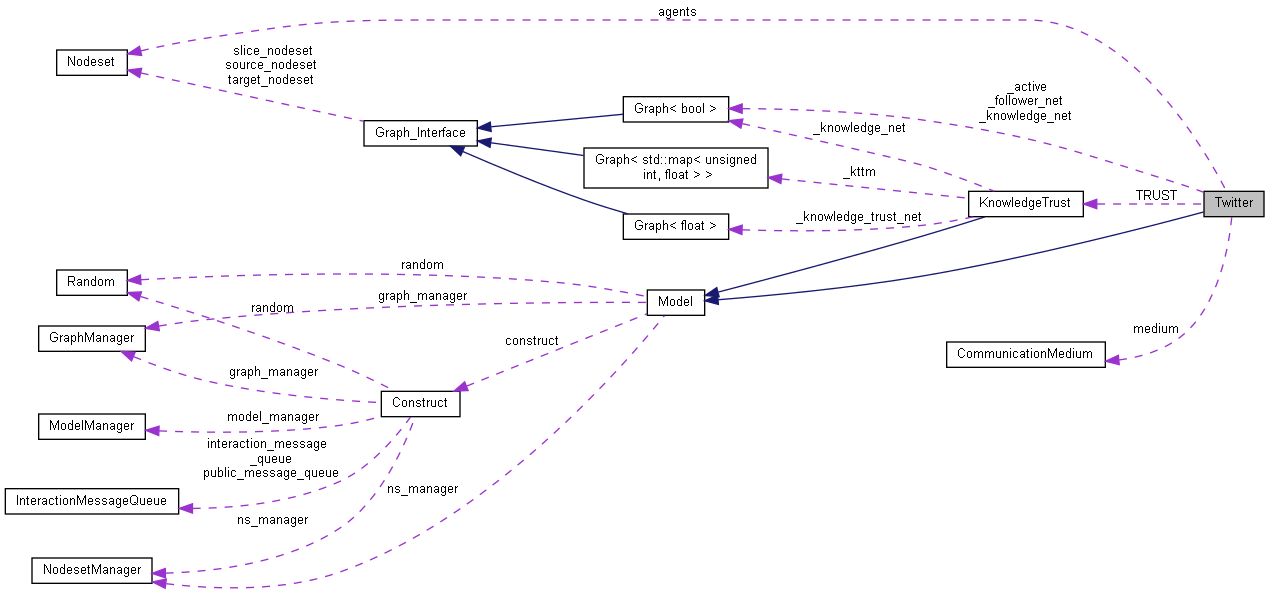 agents
Nodeset
slice_nodeset
source_nodeset
target_nodeset
Graph_Interface
Graph< bool >
_active
_follower_net
_knowledge_net
_knowledge_net
Graph< std::map< unsigned
int, float > >
_kttm
KnowledgeTrust
TRUST
Twitter
Graph< float >
_knowledge_trust_net
Random
random
Model
graph_manager
random
GraphManager
construct
medium
CommunicationMedium
graph_manager
Construct
ModelManager
model_manager
interaction_message
_queue
public_message_queue
InteractionMessageQueue
ns_manager
ns_manager
NodesetManager